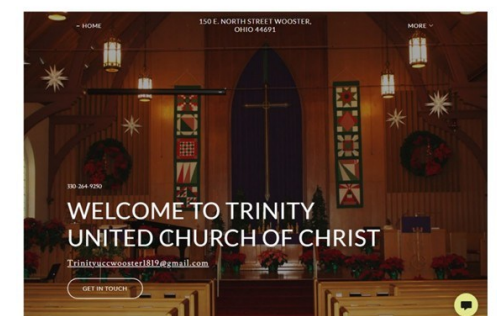 HOME
150 E. NORTH STREET WOOSTER,
OHIO 44691
MORE
330-264-9250
WELCOME TO TRINITY
UNITED CHURCH OF CHRIST
Trinityuccwooster1819@gmail.com
GET IN TOUCH